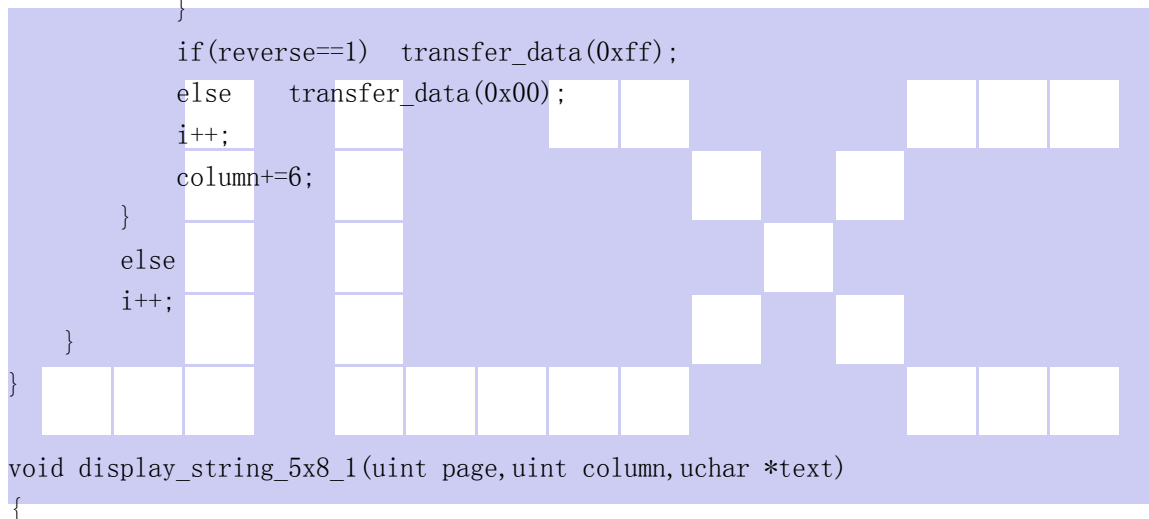 }
if(reverse==1)  transfer_data(0xff);
else    transfer_data(0x00);
i++;
column+=6;
}
else
i++;
}
}
void display_string_5x8_1(uint page,uint column,uchar *text)
{